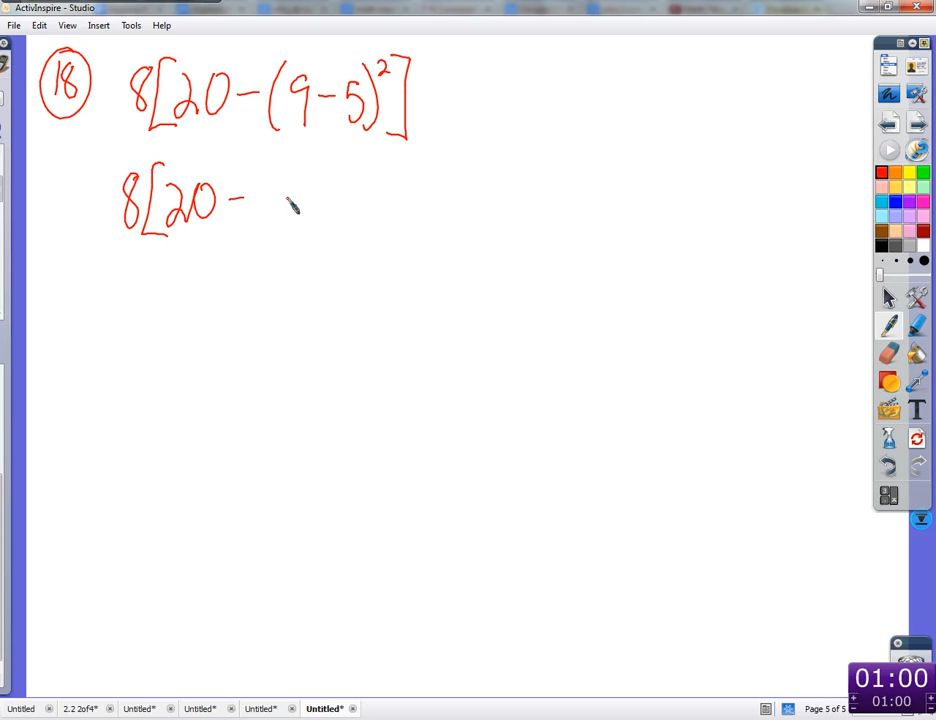 ActivInspire - Studio
File Edit View Insert Tools Help
18 8[20-(9-5)²]
8[20-
01:00
01:00
Untitled 2.2 2of4* Untitled* Untitled* Untitled* Untitled* Page 5 of 5